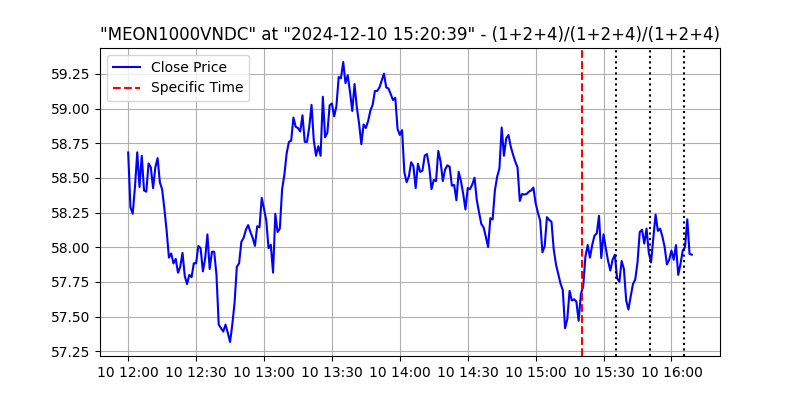 "MEON1000VNDC" at "2024-12-10 15:20:39" - (1+2+4)/(1+2+4)/(1+2+4)
Close Price
Specific Time
59.25
59.00
58.75
58.50
58.25
58.00
57.75
57.50
57.25
10 12:00 10 12:30 10 13:00 10 13:30 10 14:00 10 14:30 10 15:00 10 15:30 10 16:00